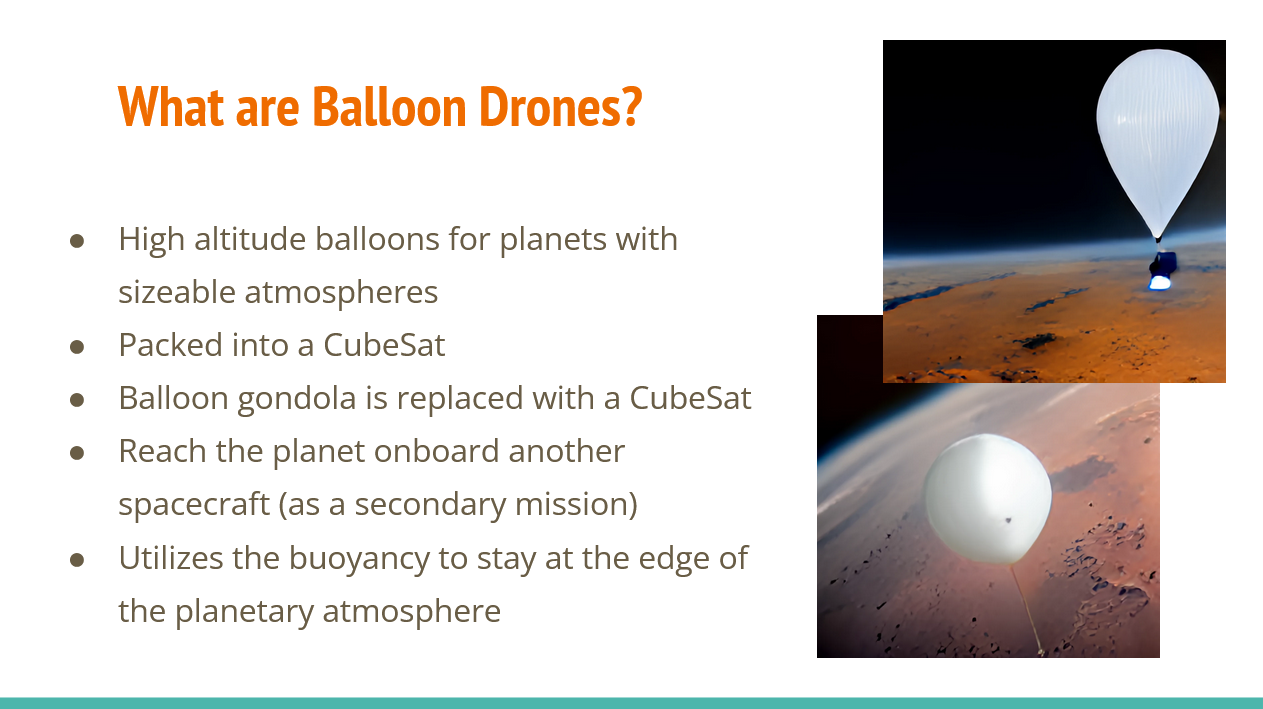 What are Balloon Drones?
● High altitude balloons for planets with
sizeable atmospheres
● Packed into a CubeSat
● Balloon gondola is replaced with a CubeSat
● Reach the planet onboard another
spacecraft (as a secondary mission)
● Utilizes the buoyancy to stay at the edge of
the planetary atmosphere